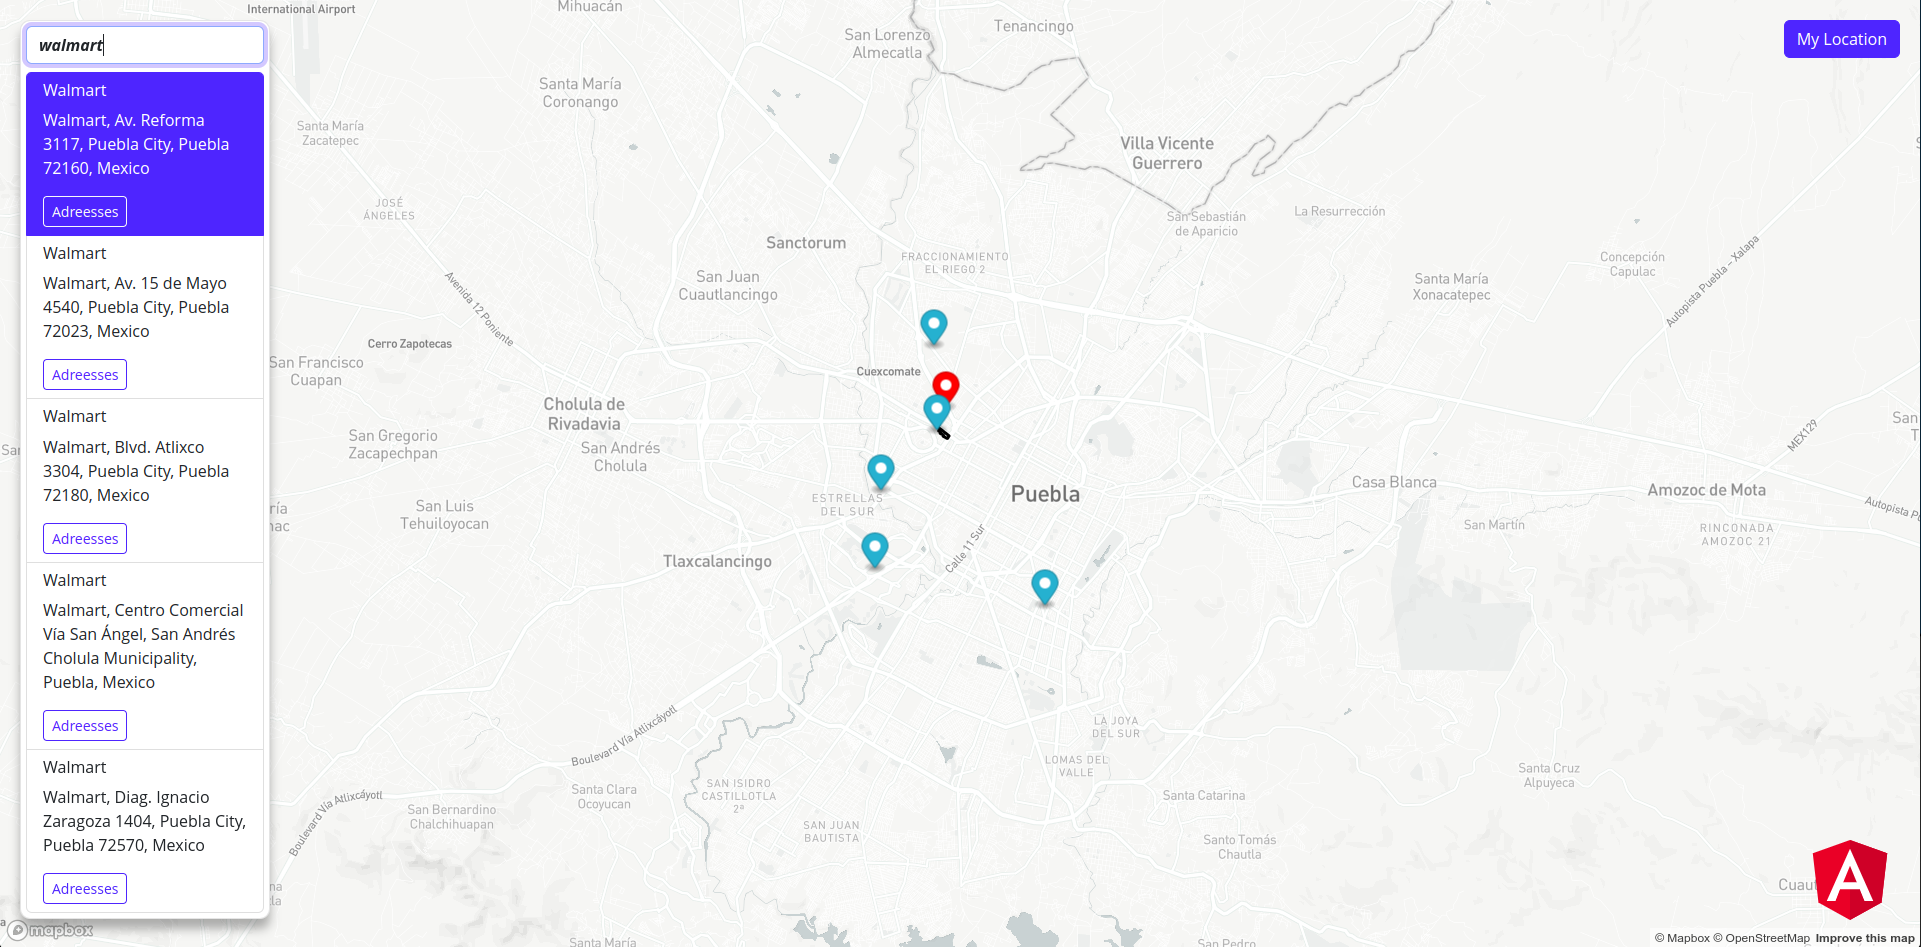 walmart
Walmart
Walmart, Av. Reforma
3117, Puebla City, Puebla
72160, Mexico
Adreesses
Walmart
Walmart, Av. 15 de Mayo
4540, Puebla City, Puebla
72023, Mexico
Adreesses
Walmart
Walmart, Blvd. Atlixco
3304, Puebla City, Puebla
72180, Mexico
Adreesses
Walmart
Walmart, Centro Comercial
Vía San Ángel, San Andrés
Cholula Municipality,
Puebla, Mexico
Adreesses
Walmart
Walmart, Diag. Ignacio
Zaragoza 1404, Puebla City,
Puebla 72570, Mexico
Adreesses
My Location
International Airport
Mihuacán
Tenancingo
San Lorenzo
Almecatla
Santa María
Coronango
Santa María
Zacatepec
Villa Vicente
Guerrero
JOSÉ
ÁNGELES
San Sebastián
de Aparicio
La Resurrección
Sanctorum
FRACCIONAMIENTO
EL RIEGO 2
Concepción
Capulac
San Juan
Cuautlancingo
Santa María
Xonacatepec
Autopista Puebla - Xalapa
Avenida 12 Poniente
Cerro Zapotecas
San Francisco
Cuapan
Cuexcomate
Cholula de
Rivadavia
San Gregorio
Zacapechpan
San Andrés
Cholula
San
T
MEX129
Casa Blanca
Amozoc de Mota
Puebla
ESTRELLAS
DEL SUR
San Luis
Tehuiloyocan
ría
nac
San Martín
Autopista P
RINCONADA
AMOZOC 21
Calle 11 Sur
Tlaxcalancingo
Boulevard Vía Atlixcáyotl
LA JOYA
DEL SUR
LOMAS DEL
VALLE
Santa Cruz
Alpuyeca
SAN ISIDRO
CASTILLOTLA
2ª
Santa Clara
Ocoyucan
Santa Catarina
Boulevard Vía Atlixcáyotl
San Bernardino
Chalchihuapan
SAN JUAN
BAUTISTA
Santo Tomás
Chautla
Cuau
A
na
la
Santa María
San Pedro
mapbox
© Mapbox © OpenStreetMap Improve this map